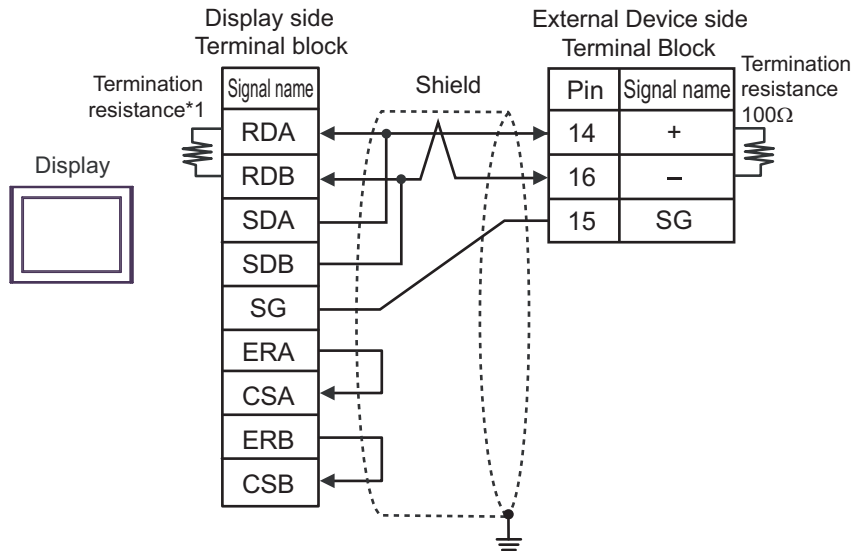 Display side
Terminal block
External Device side
Terminal Block
Termination
resistance*1
Signal name
Shield
Pin
Signal name
Termination
resistance
100Ω
RDA
14
+
RDB
16
–
Display
SDA
15
SG
SDB
SG
ERA
CSA
ERB
CSB